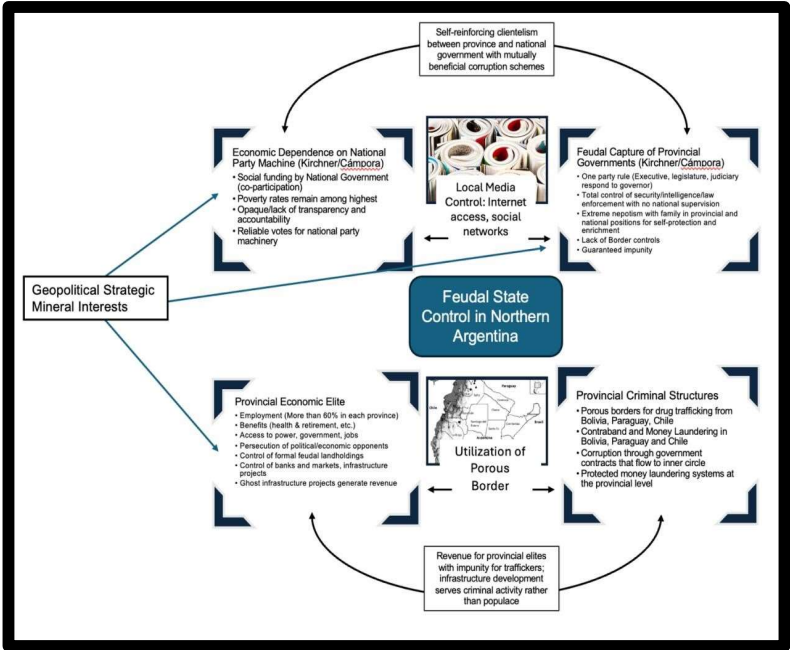 Self-reinforcing clientelism
between province and national
government with mutually
beneficial corruption schemes
Economic Dependence on National
Party Machine (Kirchner/Cámpora)
• Social funding by National Government
(co-participation)
• Poverty rates remain among highest
• Opaque/lack of transparency and
accountability
• Reliable votes for national party
machinery
Local Media
Control: Internet
access, social
networks
Feudal Capture of Provincial
Governments (Kirchner/Cámpora)
• One party rule (Executive, legislature, judiciary
respond to governor)
• Total control of security/intelligence/law
enforcement with no national supervision
• Extreme nepotism with family in provincial and
national positions for self-protection and
enrichment
• Lack of Border controls
• Guaranteed impunity
Geopolitical Strategic
Mineral Interests
Feudal State
Control in Northern
Argentina
Provincial Economic Elite
• Employment (More than 60% in each province)
• Benefits (health & retirement, etc.)
• Access to power, government, jobs
• Persecution of political/economic opponents
• Control of formal feudal landholdings
• Control of banks and markets, infrastructure
projects
• Ghost infrastructure projects generate revenue
Paraguay
Chile
Brazil
Utilization of
Porous
Border
Provincial Criminal Structures
• Porous borders for drug trafficking from
Bolivia, Paraguay, Chile
• Contraband and Money Laundering in
Bolivia, Paraguay and Chile
• Corruption through government
contracts that flow to inner circle
• Protected money laundering systems at
the provincial level
Revenue for provincial elites
with impunity for traffickers;
infrastructure development
serves criminal activity rather
than populace